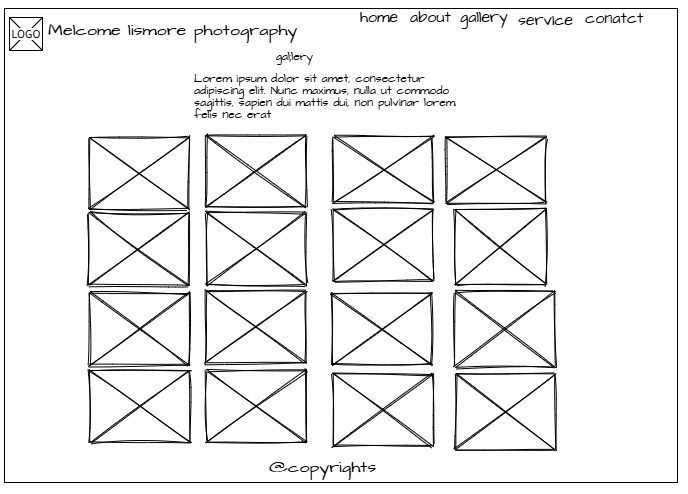 LOGO
Melcome lismore photography
home about gallery service conatct
gallery
Lorem ipsum dolor sit amet, consectetur
adipiscing elit. Nunc maximus, nulla ut commodo
sagittis, sapien dui mattis dui, non pulvinar lorem
felis nec erat
@copyrights